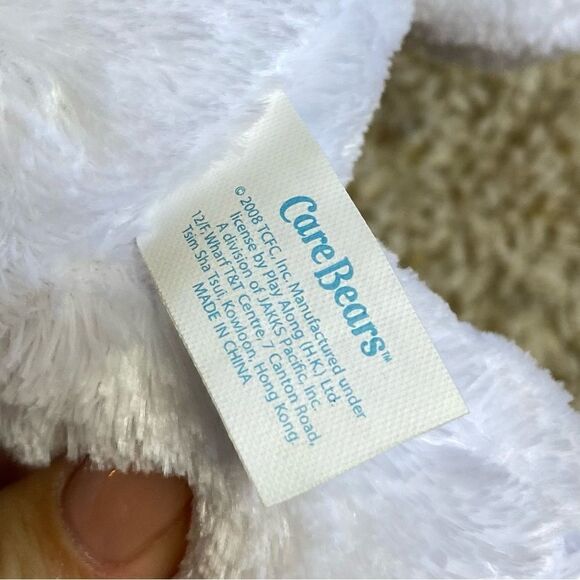 Care Bears™
© 2008 TCFC, Inc. Manufactured under
license by Play Along (H.K.) Ltd.
A division of JAKKS Pacific, Inc.
12/F, Wharf T&T Centre, 7 Canton Road,
Tsim Sha Tsui, Kowloon, Hong Kong.
MADE IN CHINA